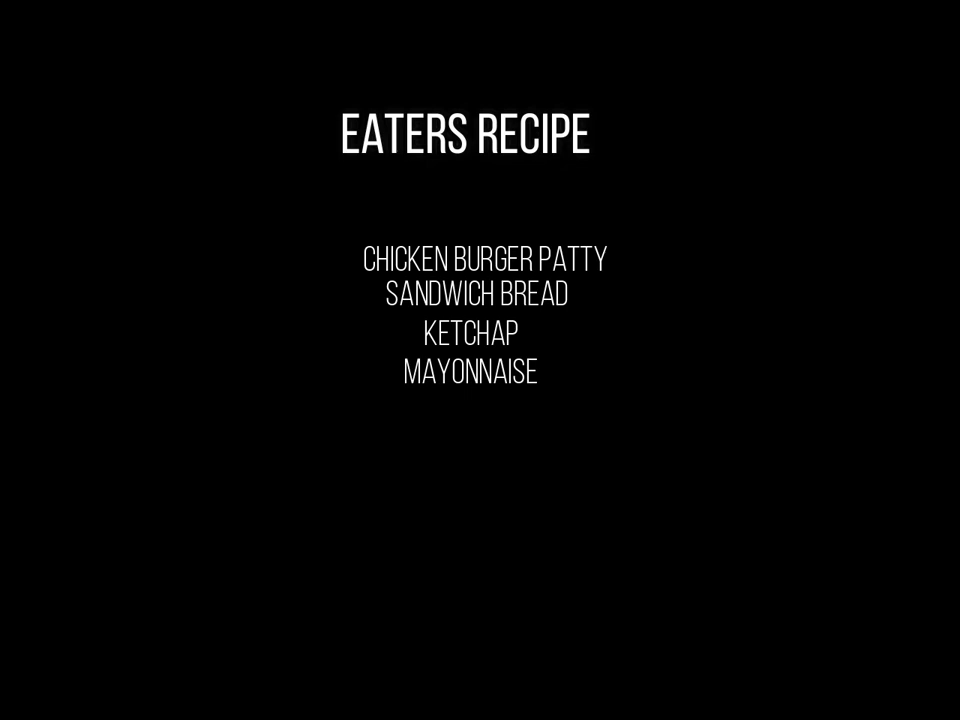 EATERS RECIPE
CHICKEN BURGER PATTY
SANDWICH BREAD
KETCHAP
MAYONNAISE